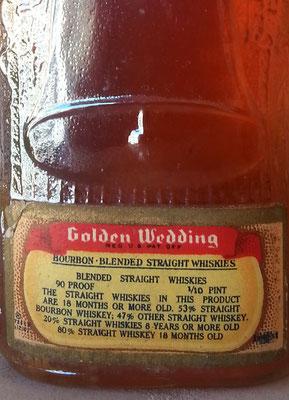 Golden Wedding
REG. U.S. PAT. OFF
BOURBON - BLENDED STRAIGHT WHISKIES
BLENDED STRAIGHT WHISKIES
90 PROOF 1/10 PINT
THE STRAIGHT WHISKIES IN THIS PRODUCT
ARE 18 MONTHS OR MORE OLD. 53% STRAIGHT
BOURBON WHISKEY; 47% OTHER STRAIGHT WHISKEY.
20% STRAIGHT WHISKIES 8 YEARS OR MORE OLD
80% STRAIGHT WHISKEY 18 MONTHS OLD